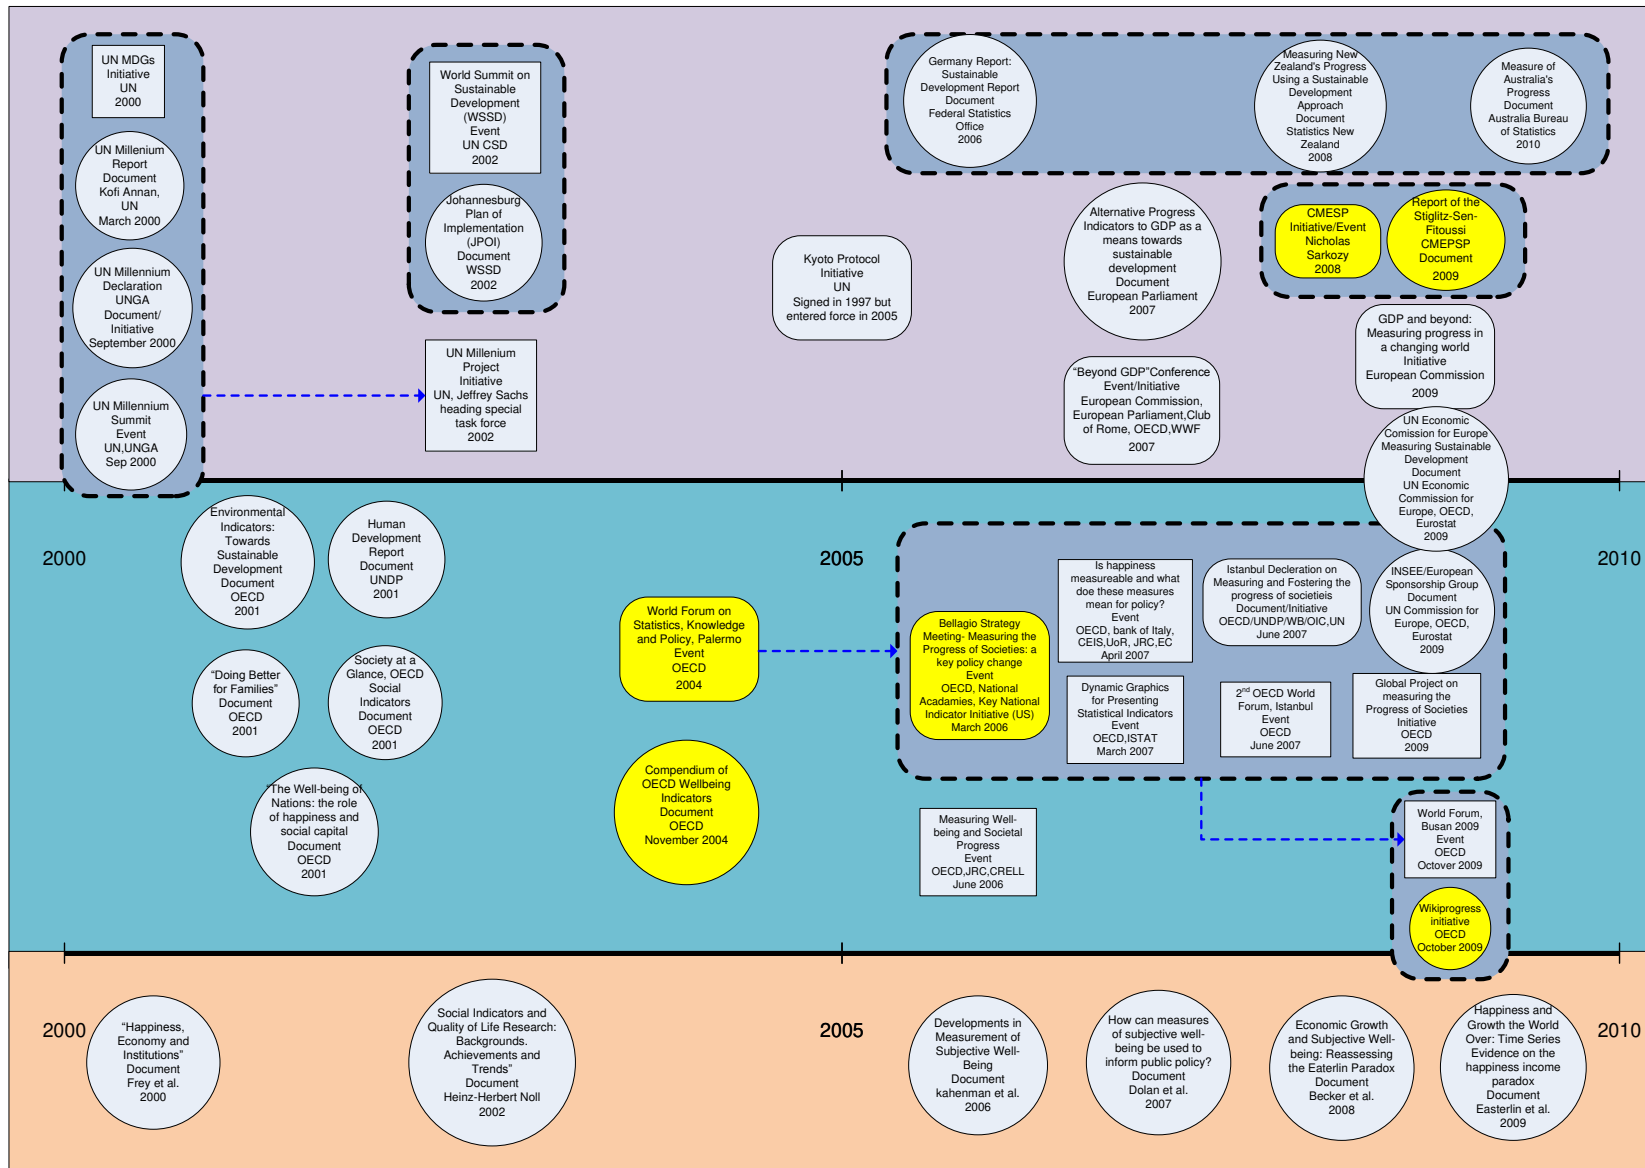 UN MDGs
Initiative
UN
2000
UN Millenium
Report
Document
Kofi Annan,
UN
March 2000
UN Millennium
Declaration
UNGA
Document/
Initiative
September 2000
UN Millennium
Summit
Event
UN,UNGA
Sep 2000
World Summit on
Sustainable
Development
(WSSD)
Event
UN CSD
2002
Johannesburg
Plan of
Implementation
(JPOI)
Document
WSSD
2002
UN Millenium
Project
Initiative
UN, Jeffrey Sachs
heading special
task force
2002
Kyoto Protocol
Initiative
UN
Signed in 1997 but
entered force in 2005
Germany Report:
Sustainable
Development Report
Document
Federal Statistics
Office
2006
Measuring New
Zealand's Progress
Using a Sustainable
Development
Approach
Document
Statistics New
Zealand
2008
Measure of
Australia's
Progress
Document
Australia Bureau
of Statistics
2010
Alternative Progress
Indicators to GDP as a
means towards
sustainable
development
Document
European Parliament
2007
CMESP
Initiative/Event
Nicholas
Sarkozy
2008
Report of the
Stiglitz-Sen-
Fitoussi
CMEPSP
Document
2009
"Beyond GDP"Conference
Event/Initiative
European Commission,
European Parliament,Club
of Rome, OECD,WWF
2007
GDP and beyond:
Measuring progress in
a changing world
Initiative
European Commission
2009
UN Economic
Comission for Europe
Measuring Sustainable
Development
Document
UN Economic
Commission for
Europe, OECD,
Eurostat
2009
2000
2005
2010
Environmental
Indicators:
Towards
Sustainable
Development
Document
OECD
2001
Human
Development
Report
Document
UNDP
2001
"Doing Better
for Families"
Document
OECD
2001
Society at a
Glance, OECD
Social
Indicators
Document
OECD
2001
"The Well-being of
Nations: the role
of happiness and
social capital
Document
OECD
2001
World Forum on
Statistics, Knowledge
and Policy, Palermo
Event
OECD
2004
Compendium of
OECD Wellbeing
Indicators
Document
OECD
November 2004
Bellagio Strategy
Meeting- Measuring the
Progress of Societies: a
key policy change
Event
OECD, National
Acadamies, Key National
Indicator Initiative (US)
March 2006
Is happiness
measureable and what
doe these measures
mean for policy?
Event
OECD, bank of Italy,
CEIS,UoR, JRC,EC
April 2007
Istanbul Decleration on
Measuring and Fostering the
progress of societieis
Document/Initiative
OECD/UNDP/WB/OIC,UN
June 2007
INSEE/European
Sponsorship Group
Document
UN Commission for
Europe, OECD,
Eurostat
2009
Dynamic Graphics
for Presenting
Statistical Indicators
Event
OECD,ISTAT
March 2007
2nd OECD World
Forum, Istanbul
Event
OECD
June 2007
Global Project on
measuring the
Progress of Societies
Initiative
OECD
2009
Measuring Well-
being and Societal
Progress
Event
OECD,JRC,CRELL
June 2006
World Forum,
Busan 2009
Event
OECD
Octover 2009
Wikiprogress
initiative
OECD
October 2009
2000
2005
2010
"Happiness,
Economy and
Institutions"
Document
Frey et al.
2000
Social Indicators and
Quality of Life Research:
Backgrounds.
Achievements and
Trends"
Document
Heinz-Herbert Noll
2002
Developments in
Measurement of
Subjective Well-
Being
Document
kahenman et al.
2006
How can measures
of subjective well-
being be used to
inform public policy?
Document
Dolan et al.
2007
Economic Growth
and Subjective Well-
being: Reassessing
the Eaterlin Paradox
Document
Becker et al.
2008
Happiness and
Growth the World
Over: Time Series
Evidence on the
happiness income
paradox
Document
Easterlin et al.
2009